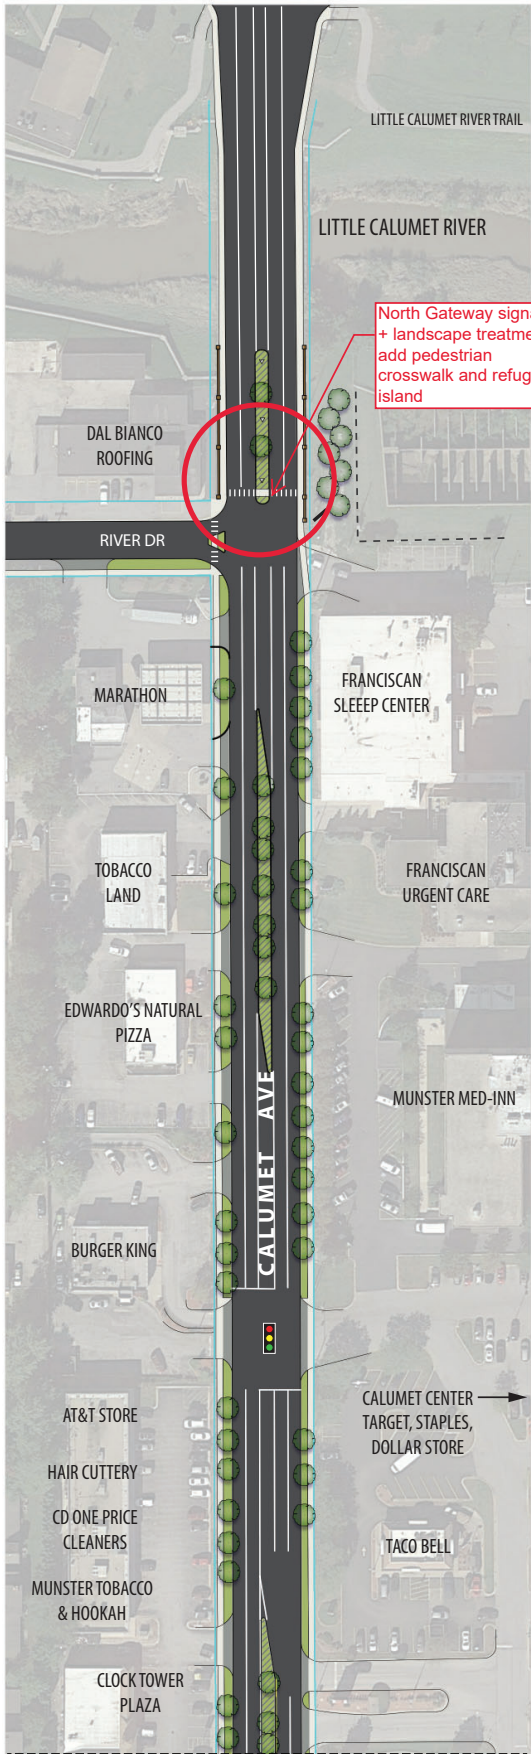 LITTLE CALUMET RIVER TRAIL
LITTLE CALUMET RIVER
North Gateway
+ landscape
add pedestrian
crosswalk and
island
DAL BIANCO
ROOFING
RIVER DR
MARATHON
FRANCISCAN
SLEEEP CENTER
TOBACCO
LAND
FRANCISCAN
URGENT CARE
EDWARDO'S NATURAL
PIZZA
CALUMET AVE
MUNSTER MED-INN
BURGER KING
AT&T STORE
CALUMET CENTER
TARGET, STAPLES,
DOLLAR STORE
HAIR CUTTERY
CD ONE PRICE
CLEANERS
TACO BELL
MUNSTER TOBACCO
& HOOKAH
CLOCK TOWER
PLAZA